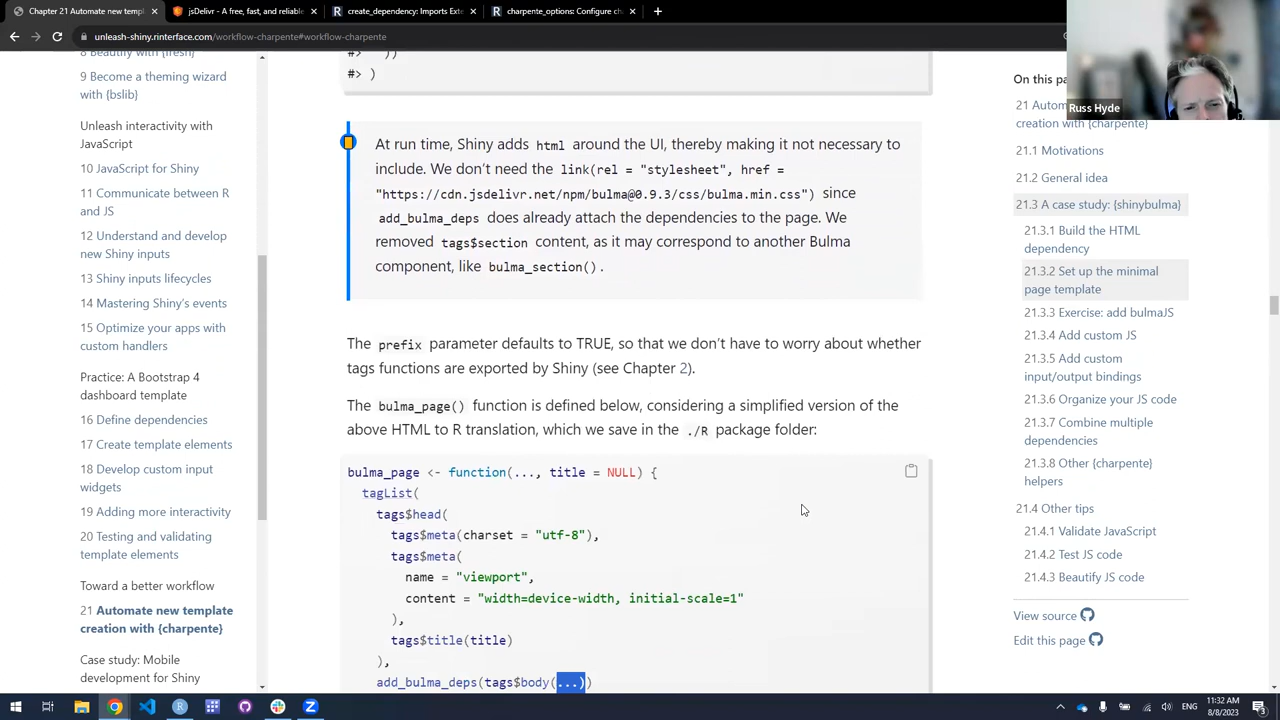 Chapter 21 Automate new templ
jsDelivr - A free, fast, and reliable
create_dependency: Imports Exte
charpente_options: Configure ch
unleash-shiny.rinterface.com/workflow-charpente#workflow-charpente
8 Beautify with {fresh}
9 Become a theming wizard
with {bslib}
Unleash interactivity with
JavaScript
10 JavaScript for Shiny
11 Communicate between R
and JS
12 Understand and develop
new Shiny inputs
13 Shiny inputs lifecycles
14 Mastering Shiny's events
15 Optimize your apps with
custom handlers
Practice: A Bootstrap 4
dashboard template
16 Define dependencies
17 Create template elements
18 Develop custom input
widgets
19 Adding more interactivity
20 Testing and validating
template elements
Toward a better workflow
21 Automate new template
creation with {charpente}
Case study: Mobile
development for Shiny
#> ))
#> )
At run time, Shiny adds html around the UI, thereby making it not necessary to
include. We don't need the link(rel = "stylesheet", href =
"https://cdn.jsdelivr.net/npm/bulma@0.9.3/css/bulma.min.css") since
add_bulma_deps does already attach the dependencies to the page. We
removed tags$section content, as it may correspond to another Bulma
component, like bulma_section().
The prefix parameter defaults to TRUE, so that we don't have to worry about whether
tags functions are exported by Shiny (see Chapter 2).
The bulma_page() function is defined below, considering a simplified version of the
above HTML to R translation, which we save in the ./R package folder:
bulma_page <- function(..., title = NULL) {
tagList(
tags$head(
tags$meta(charset = "utf-8"),
tags$meta(
name = "viewport",
content = "width=device-width, initial-scale=1"
),
tags$title(title)
),
add_bulma_deps(tags$body(...))
On this pa
21 Autom
creation with {charpente}
21.1 Motivations
21.2 General idea
21.3 A case study: {shinybulma}
21.3.1 Build the HTML
dependency
21.3.2 Set up the minimal
page template
21.3.3 Exercise: add bulmaJS
21.3.4 Add custom JS
21.3.5 Add custom
input/output bindings
21.3.6 Organize your JS code
21.3.7 Combine multiple
dependencies
21.3.8 Other {charpente}
helpers
21.4 Other tips
21.4.1 Validate JavaScript
21.4.2 Test JS code
21.4.3 Beautify JS code
View source
Edit this page
Russ Hyde
ENG
11:32 AM
8/8/2023
3